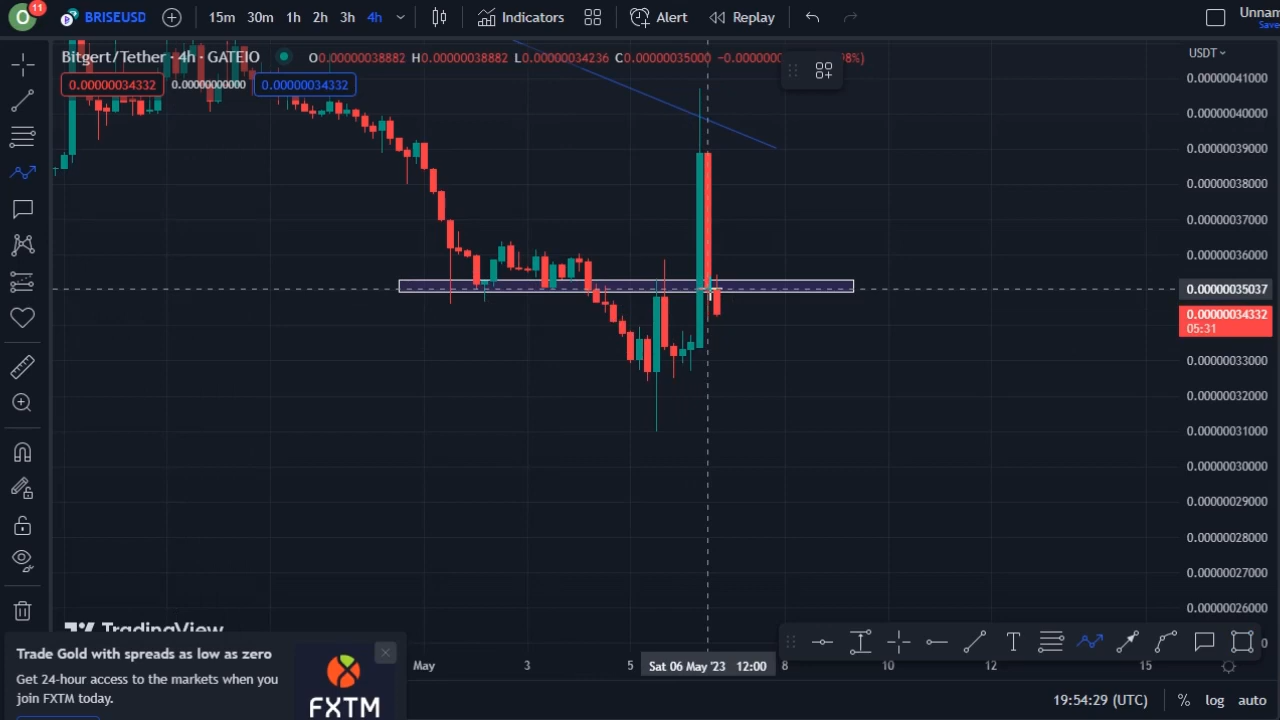 O 11 BRISEUSD 15m 30m 1h 2h 3h 4h Indicators Alert Replay Unnam
Save
Bitgert/Tether · 4h · GATEIO O0.00000038882 H0.00000038882 L0.00000034236 C0.00000035000 −0.0000000 8%)
USDT
0.00000034332 0.00000000000 0.00000034332
0.00000041000
0.00000040000
0.00000039000
0.00000038000
0.00000037000
0.00000036000
0.00000035037
0.00000034332
05:31
0.00000033000
0.00000032000
0.00000031000
0.00000030000
0.00000029000
0.00000028000
0.00000027000
0.00000026000
TradingView
Trade Gold with spreads as low as zero
Get 24-hour access to the markets when you
join FXTM today.
FXTM
May 3 5 Sat 06 May '23 12:00 8 10 12 15
19:54:29 (UTC) % log auto